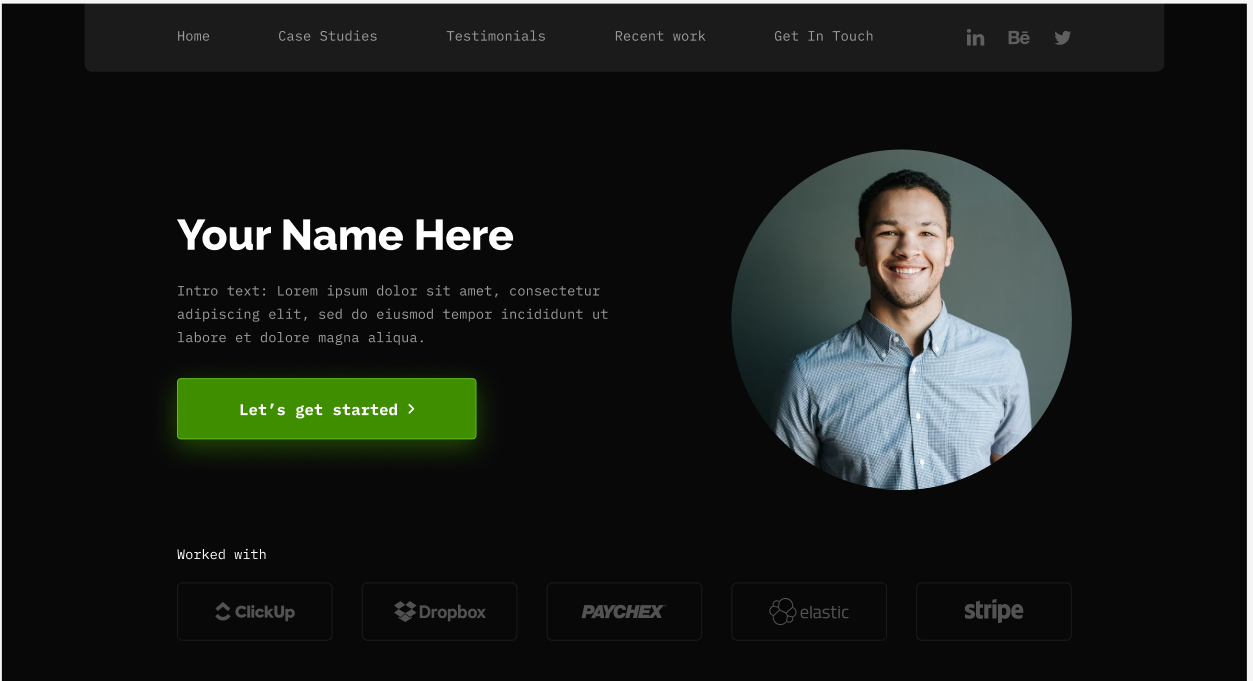 Home Case Studies Testimonials Recent work Get In Touch in Bē
Your Name Here
Intro text: Lorem ipsum dolor sit amet, consectetur
adipiscing elit, sed do eiusmod tempor incididunt ut
labore et dolore magna aliqua.
Let’s get started
Worked with
ClickUp Dropbox PAYCHEX elastic stripe